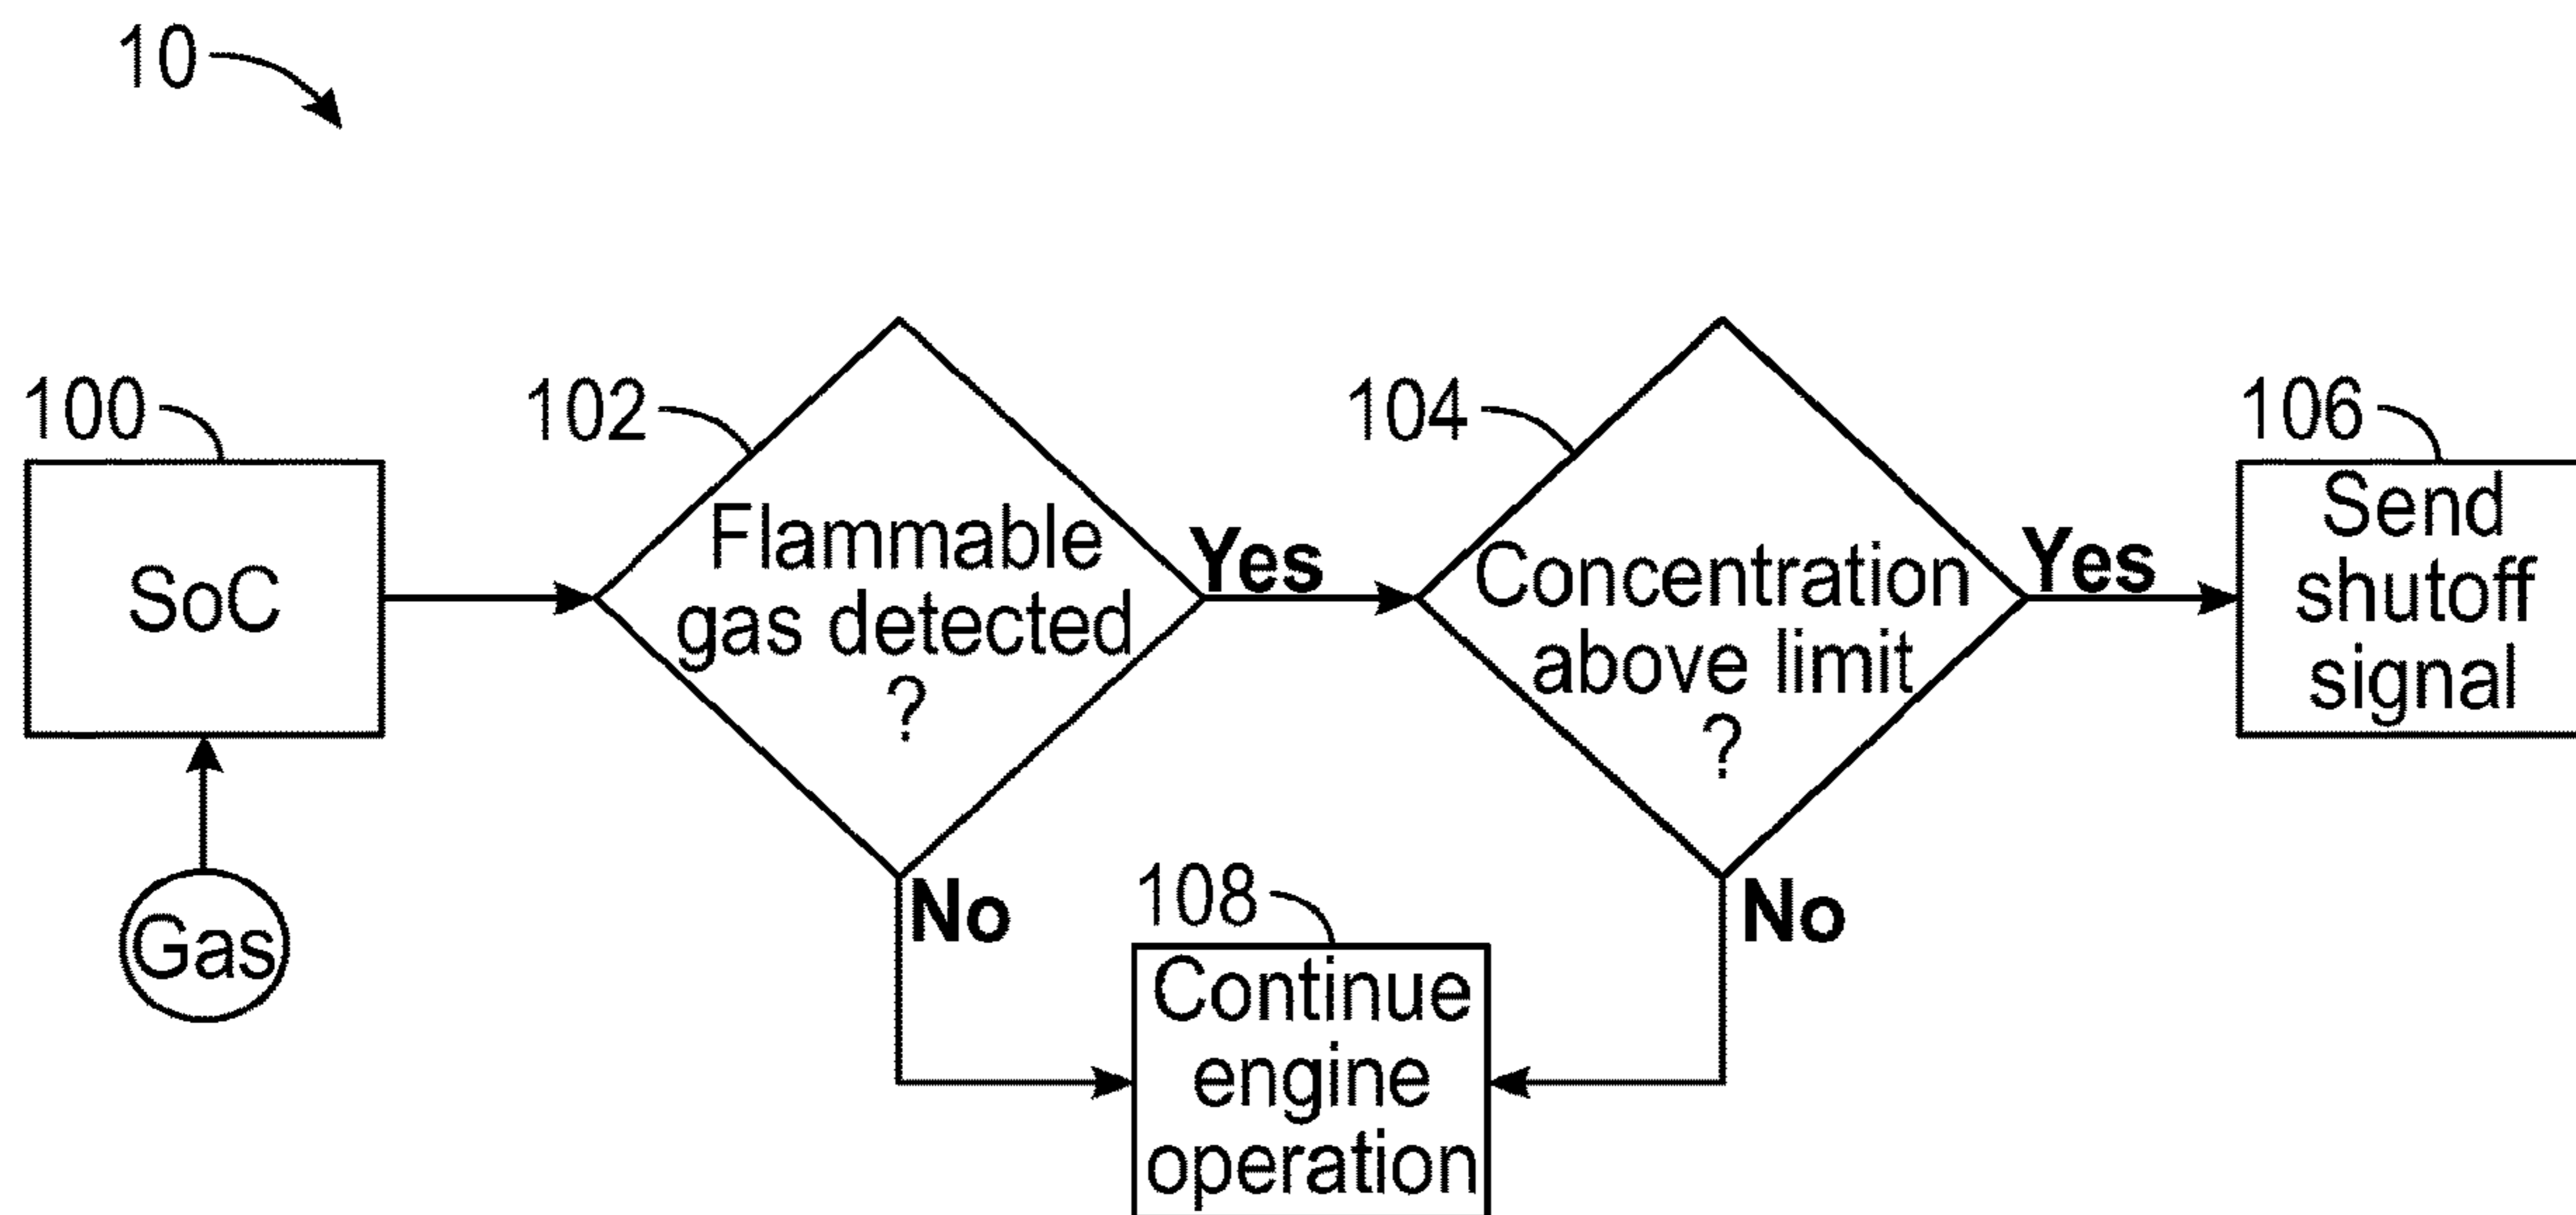 10
100
SoC
Gas
102
Flammable
gas detected
?
Yes
No
104
Concentration
above limit
?
Yes
No
106
Send
shutoff
signal
108
Continue
engine
operation